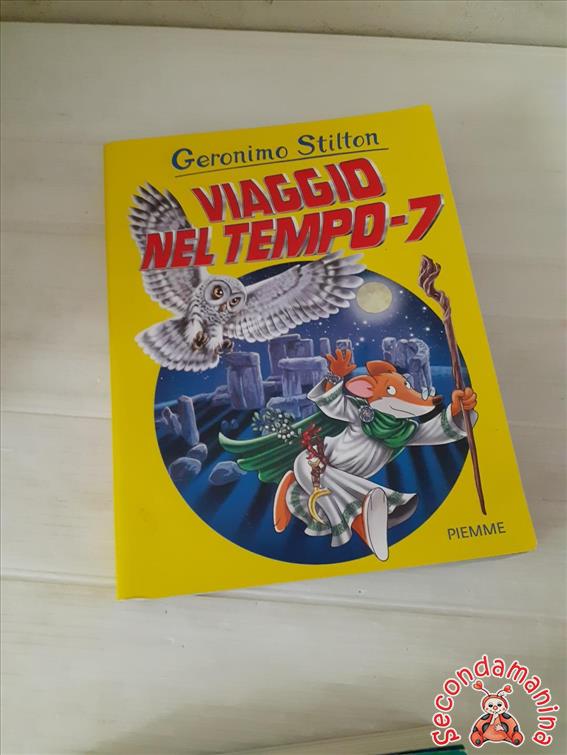 Geronimo Stilton
VIAGGIO
NEL TEMPO-7
PIEMME
secondamanina